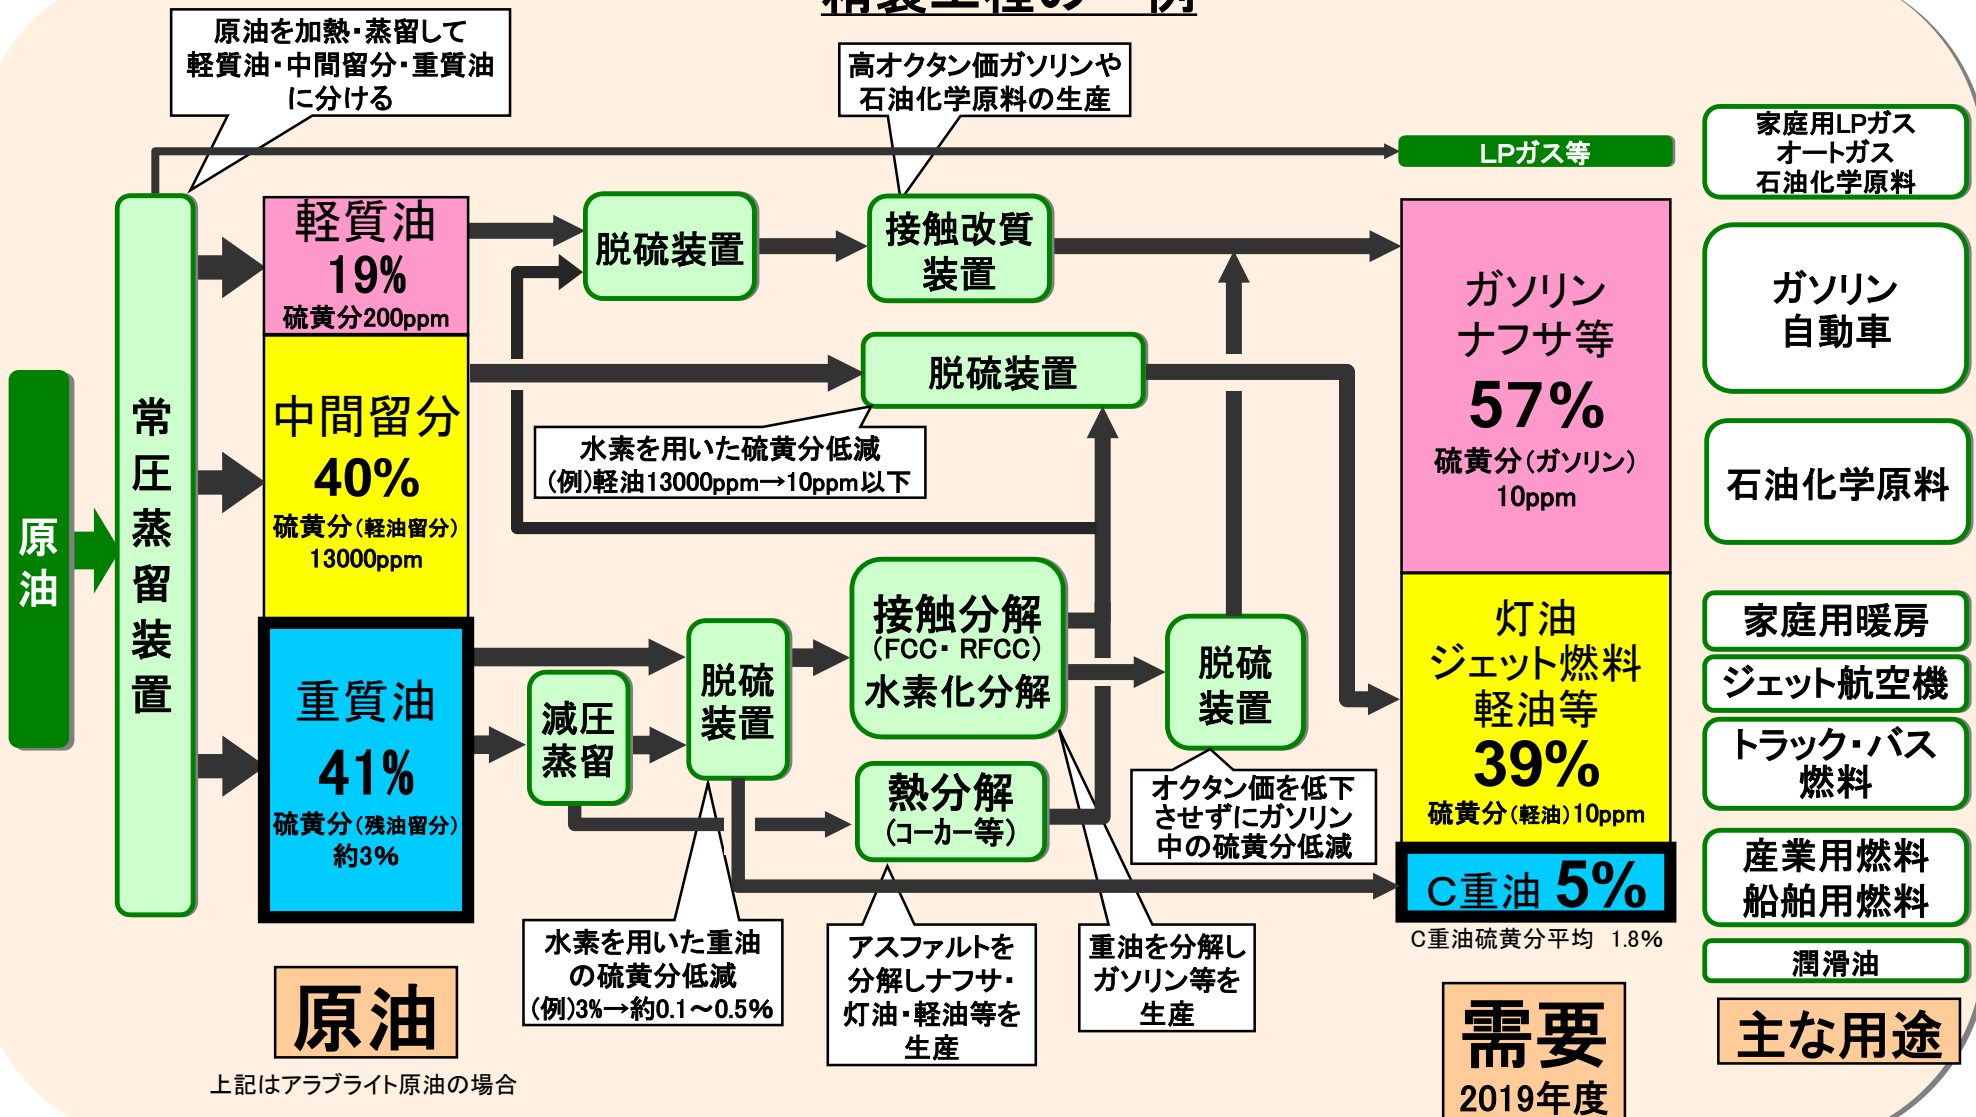 精製工程の一例
原油を加熱・蒸留して
軽質油・中間留分・重質油
に分ける
高オクタン価ガソリンや
石油化学原料の生産
LPガス等
家庭用LPガス
オートガス
石油化学原料
原油
常圧蒸留装置
軽質油
19%
硫黄分200ppm
脱硫装置
接触改質
装置
ガソリン
ナフサ等
57%
硫黄分(ガソリン)
10ppm
ガソリン
自動車
中間留分
40%
硫黄分(軽油留分)
13000ppm
脱硫装置
水素を用いた硫黄分低減
(例)軽油13000ppm→10ppm以下
石油化学原料
重質油
41%
硫黄分(残油留分)
約3%
減圧
蒸留
脱硫
装置
接触分解
(FCC・RFCC)
水素化分解
熱分解
(コーカー等)
脱硫
装置
オクタン価を低下
させずにガソリン
中の硫黄分低減
灯油
ジェット燃料
軽油等
39%
硫黄分(軽油)10ppm
家庭用暖房
ジェット航空機
トラック・バス
燃料
C重油 5%
C重油硫黄分平均 1.8%
産業用燃料
船舶用燃料
潤滑油
水素を用いた重油
の硫黄分低減
(例)3%→約0.1～0.5%
アスファルトを
分解しナフサ・
灯油・軽油等を
生産
重油を分解し
ガソリン等を
生産
原油
上記はアラブライト原油の場合
需要
2019年度
主な用途